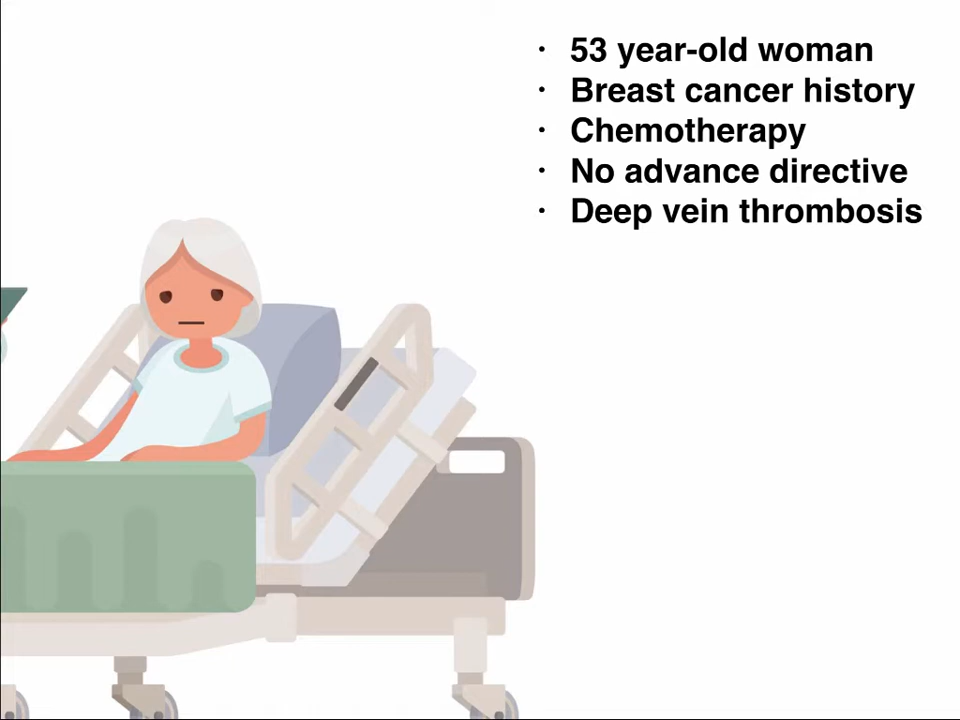 · 53 year-old woman
· Breast cancer history
· Chemotherapy
· No advance directive
· Deep vein thrombosis